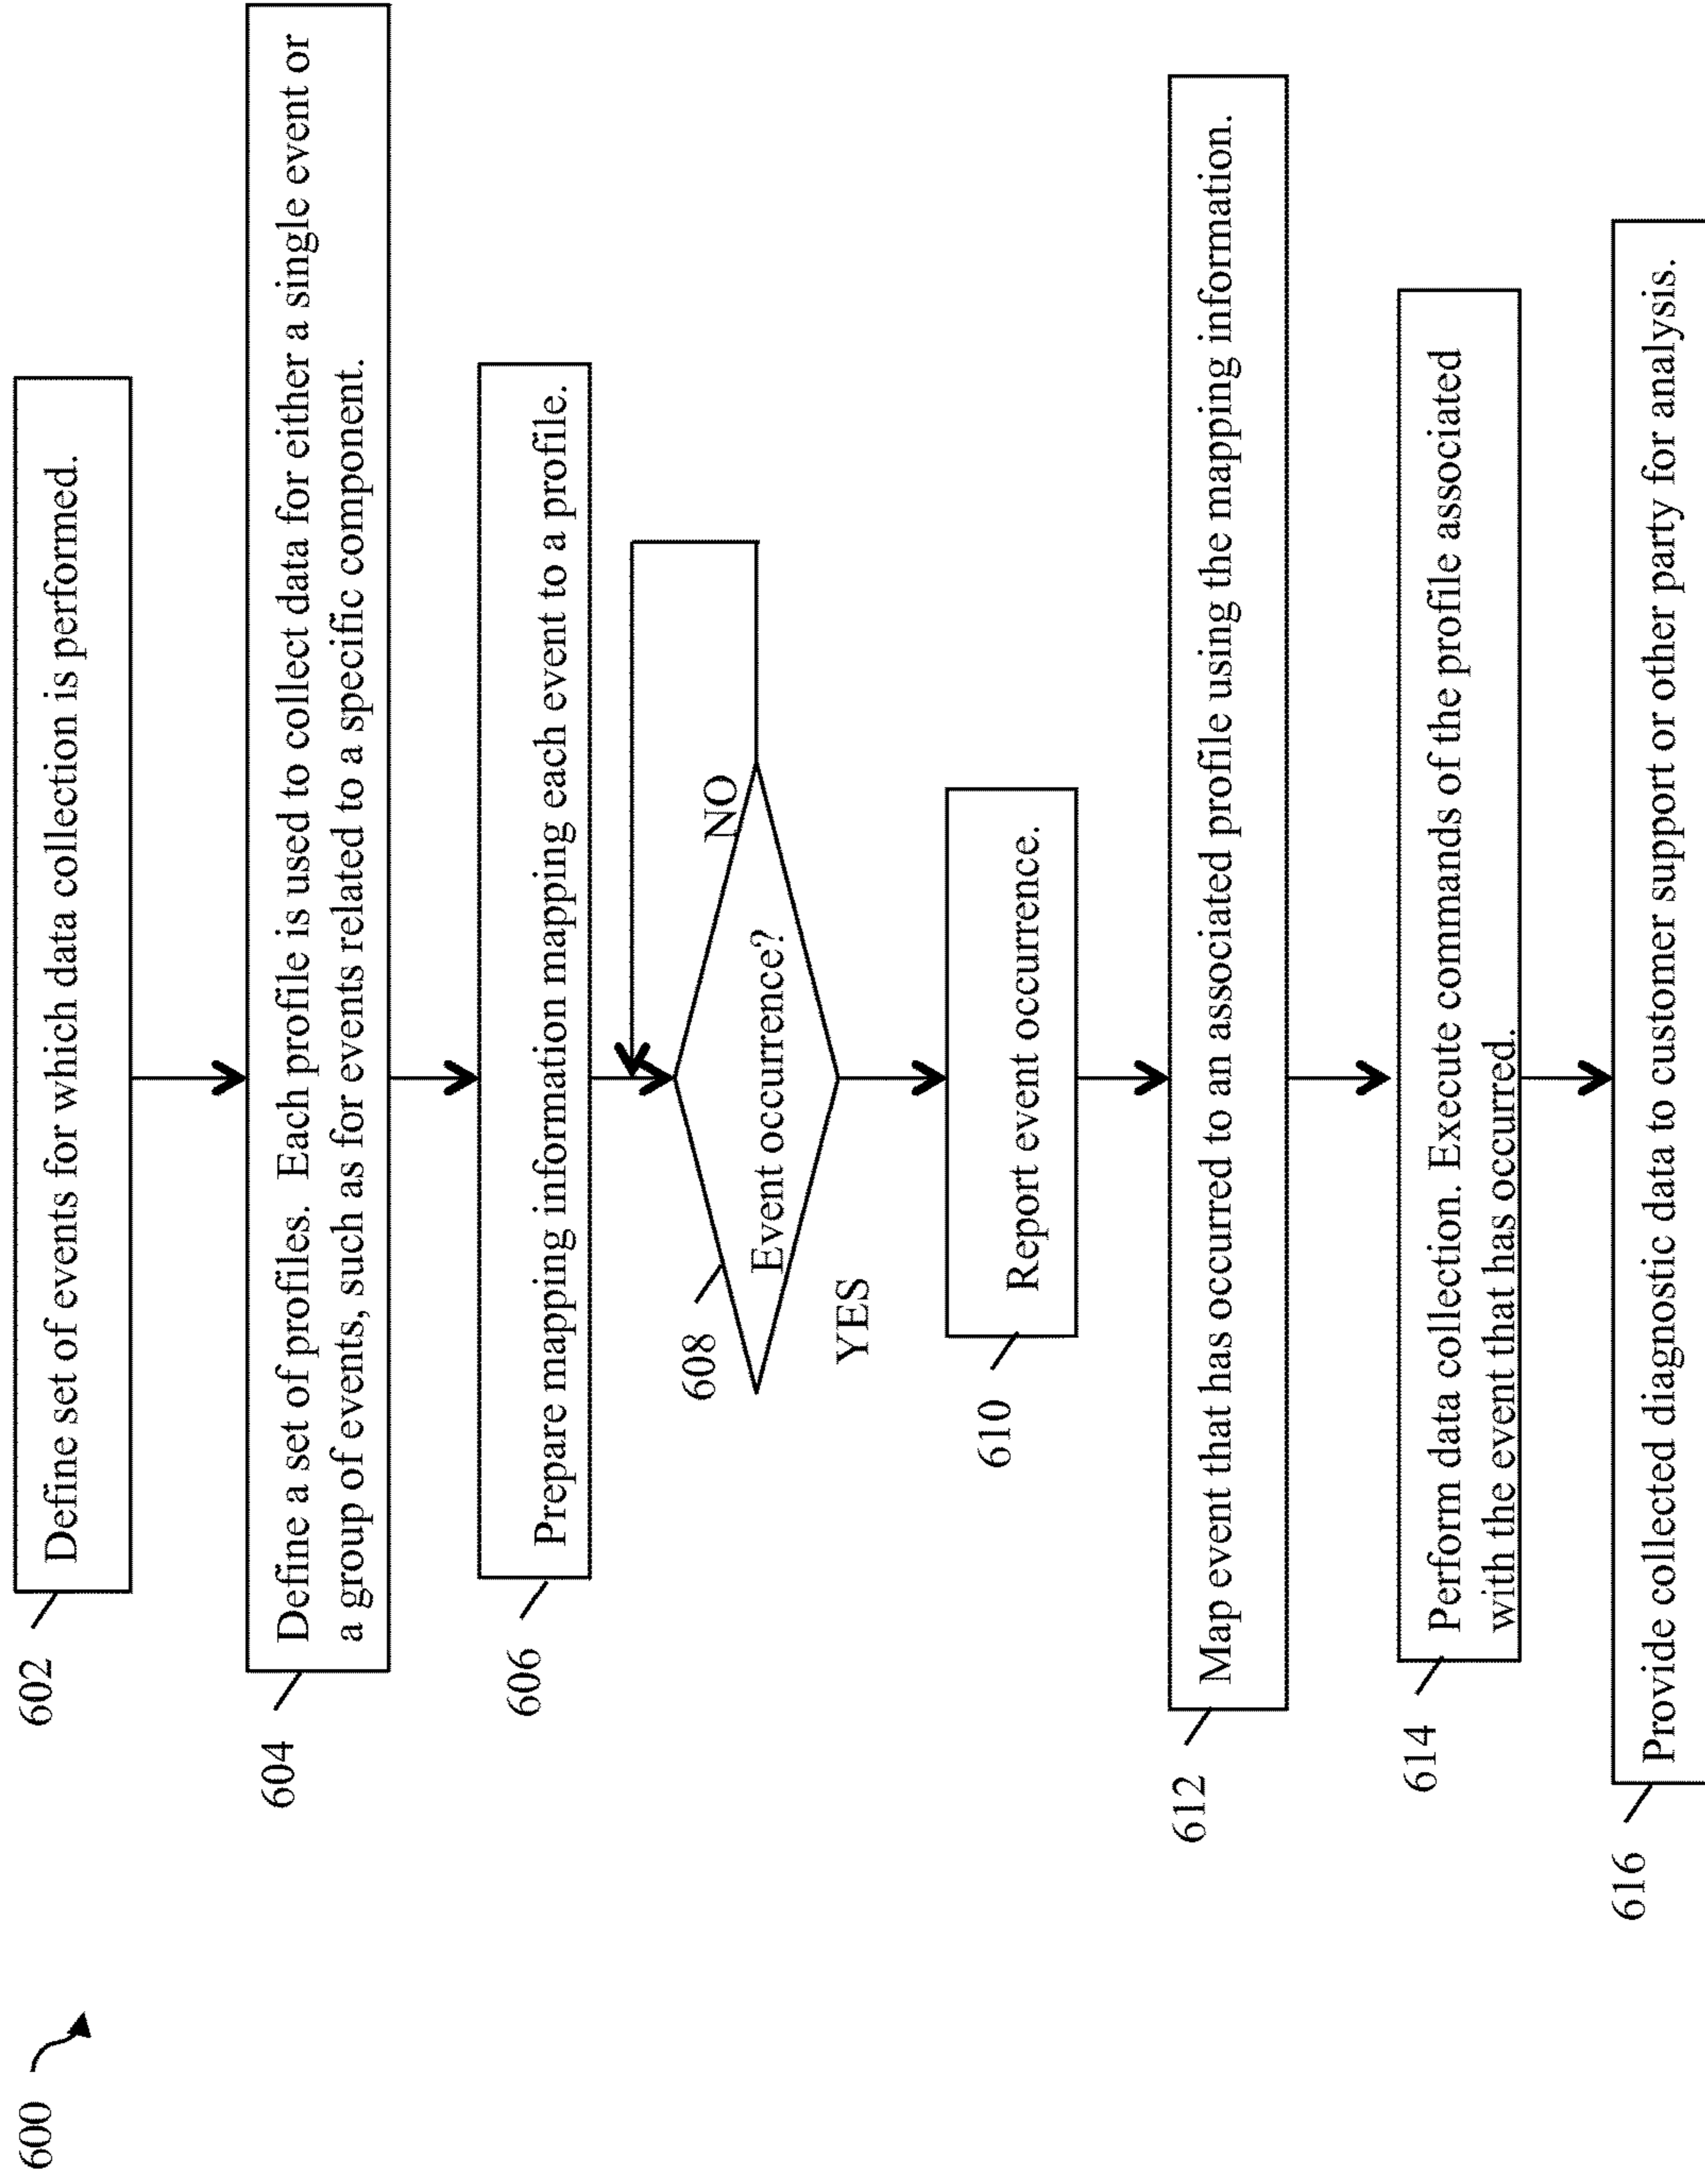 600
602
Define set of events for which data collection is performed.
604
Define a set of profiles. Each profile is used to collect data for either a single event or
a group of events, such as for events related to a specific component.
606
Prepare mapping information mapping each event to a profile.
608
NO
Event occurrence?
YES
610
Report event occurrence.
612
Map event that has occurred to an associated profile using the mapping information.
614
Perform data collection. Execute commands of the profile associated
with the event that has occurred.
616
Provide collected diagnostic data to customer support or other party for analysis.